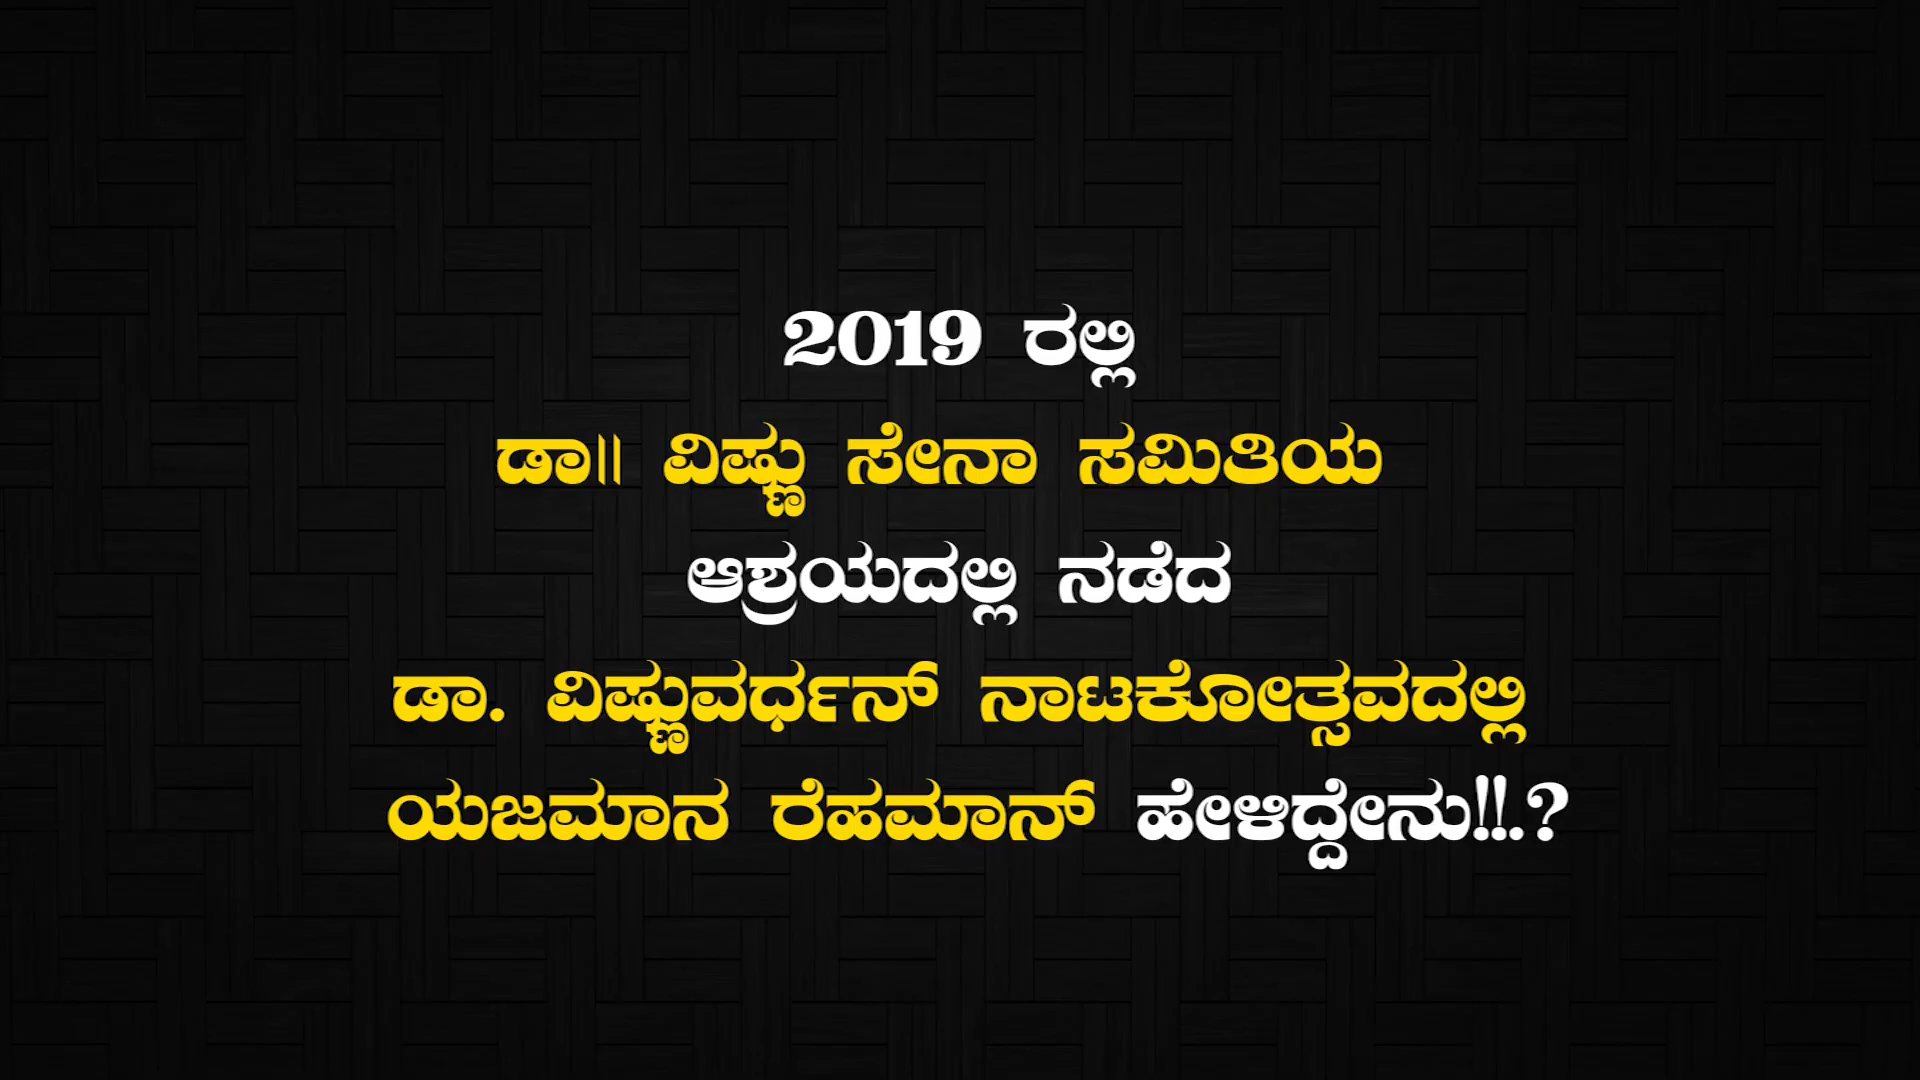 2019 ರಲ್ಲಿ
ಡಾ|| ವಿಷ್ಣು ಸೇನಾ ಸಮಿತಿಯ
ಆಶ್ರಯದಲ್ಲಿ ನಡೆದ
ಡಾ. ವಿಷ್ಣುವರ್ಧನ್ ನಾಟಕೋತ್ಸವದಲ್ಲಿ
ಯಜಮಾನ ರೆಹಮಾನ್ ಹೇಳಿದ್ದೇನು!!.?